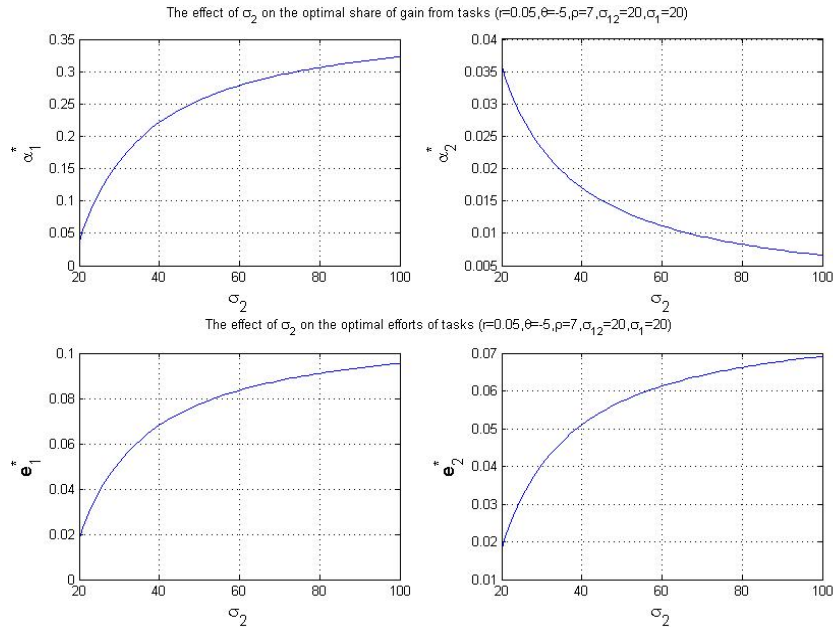 The effect of σ2 on the optimal share of gain from tasks (r=0.05,θ=-5,ρ=7,σ12=20,σ1=20)
0.35
0.3
0.25
0.2
0.15
0.1
0.05
0
α1*
20 40 60 80 100
σ2
0.04
0.035
0.03
0.025
0.02
0.015
0.01
0.005
α2*
20 40 60 80 100
σ2
The effect of σ2 on the optimal efforts of tasks (r=0.05,θ=-5,ρ=7,σ12=20,σ1=20)
0.1
0.08
0.06
0.04
0.02
0
e1*
20 40 60 80 100
σ2
0.07
0.06
0.05
0.04
0.03
0.02
0.01
e2*
20 40 60 80 100
σ2